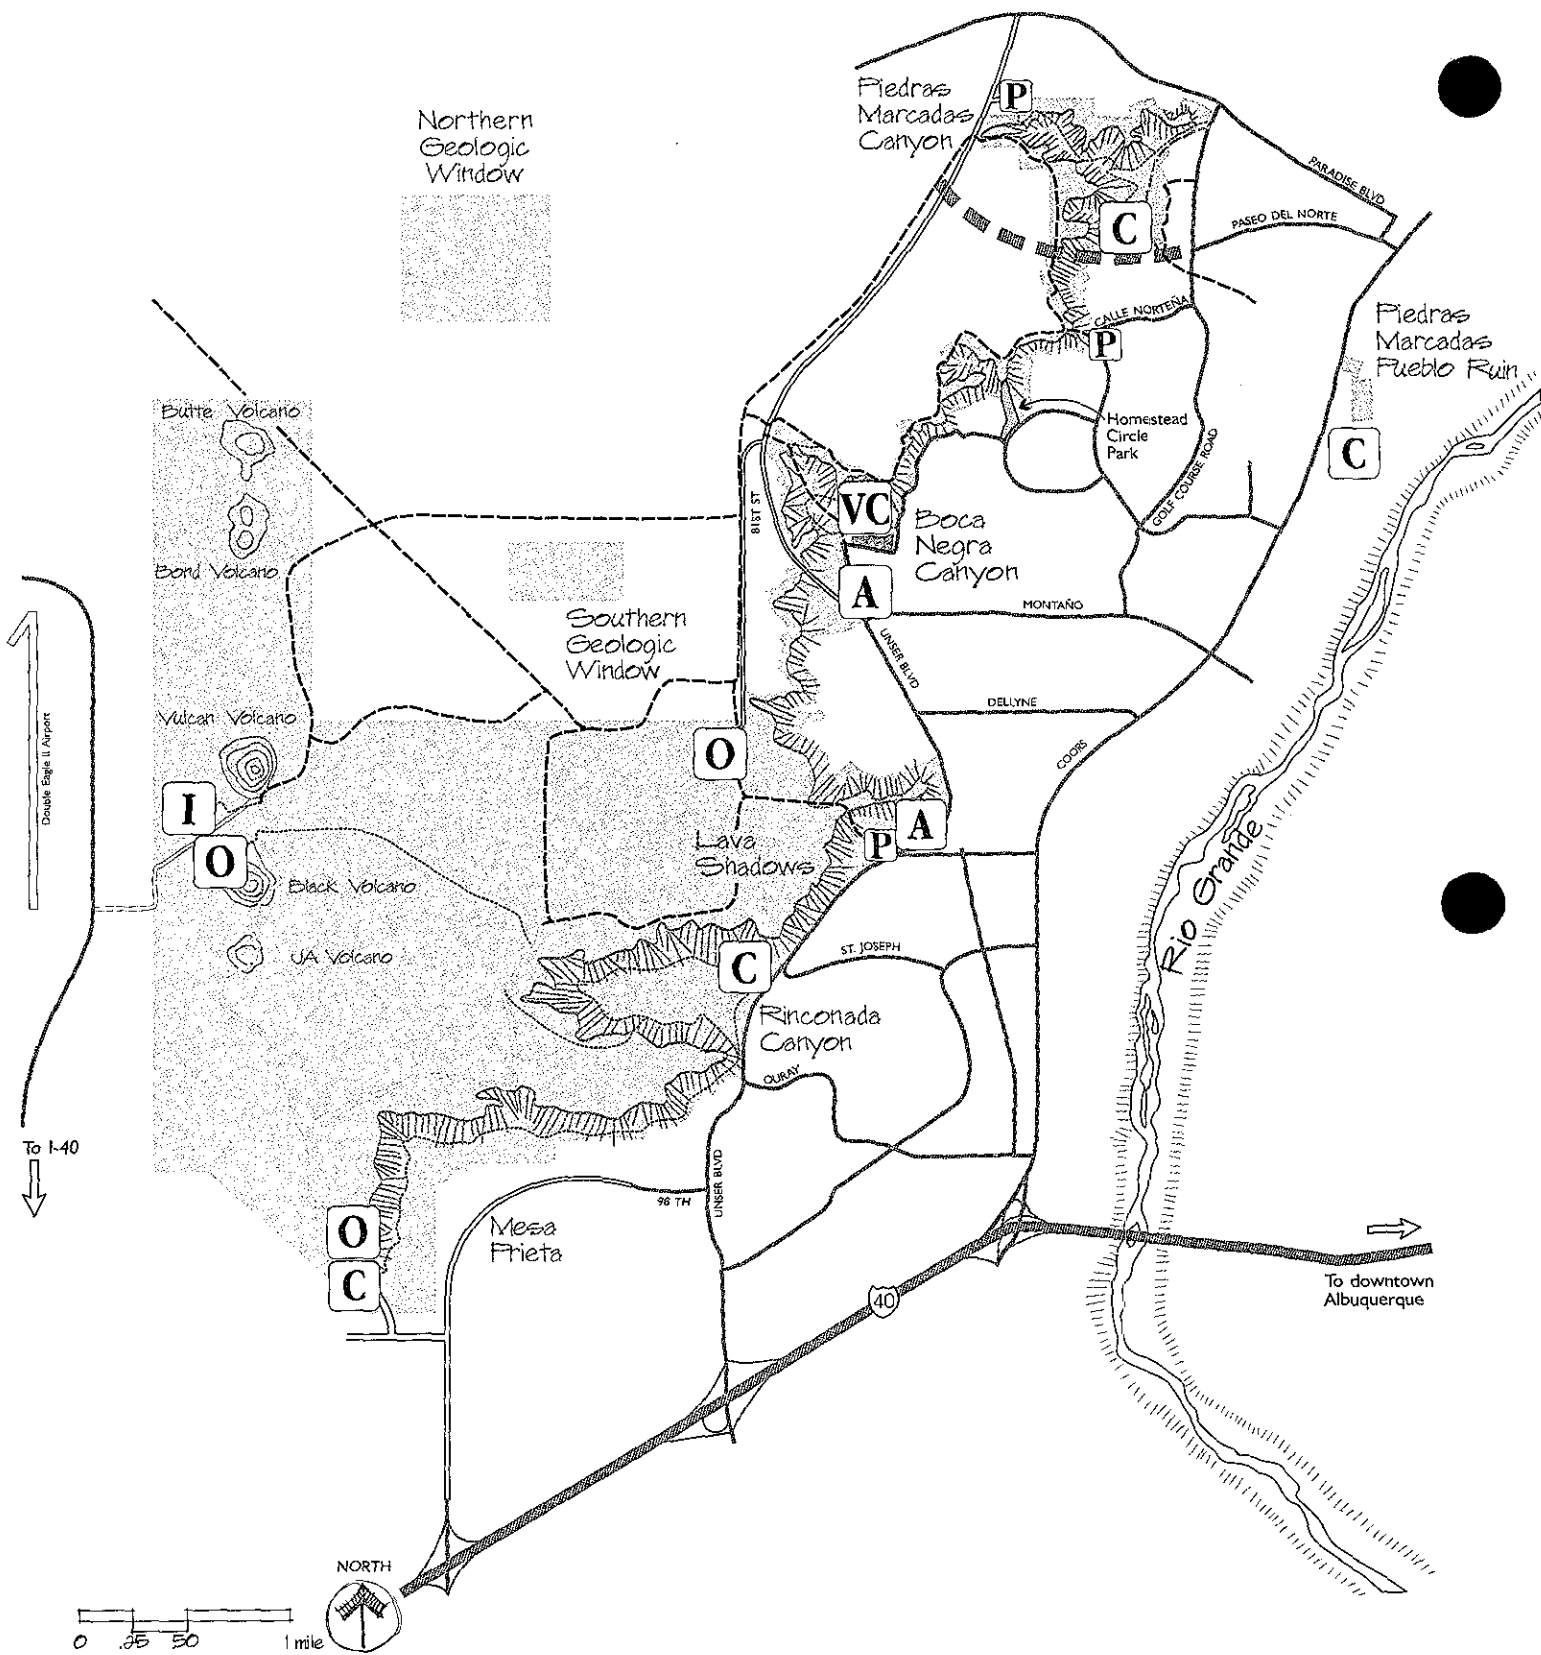 Piedras
Marcadas
Canyon
P
Northern
Geologic
Window
PARADISE BLVD
PASEO DEL NORTE
C
CALLE NORTEÑA
P
Piedras
Marcadas
Pueblo Ruin
C
Butte Volcano
Homestead
Circle
Park
GOLF COURSE ROAD
81ST ST
VC
Boca
Negra
Canyon
Bond Volcano
A
MONTAÑO
Southern
Geologic
Window
UNSER BLVD
DELLYNE
COORS
Vulcan Volcano
Double Eagle II Airport
O
I
O
A
P
Lava
Shadows
Rio Grande
Black Volcano
JA Volcano
C
ST. JOSEPH
Rinconada
Canyon
OURAY
To I-40
98 TH
UNSER BLVD
O
C
Mesa
Prieta
40
To downtown
Albuquerque
NORTH
0 .25 .50 1 mile